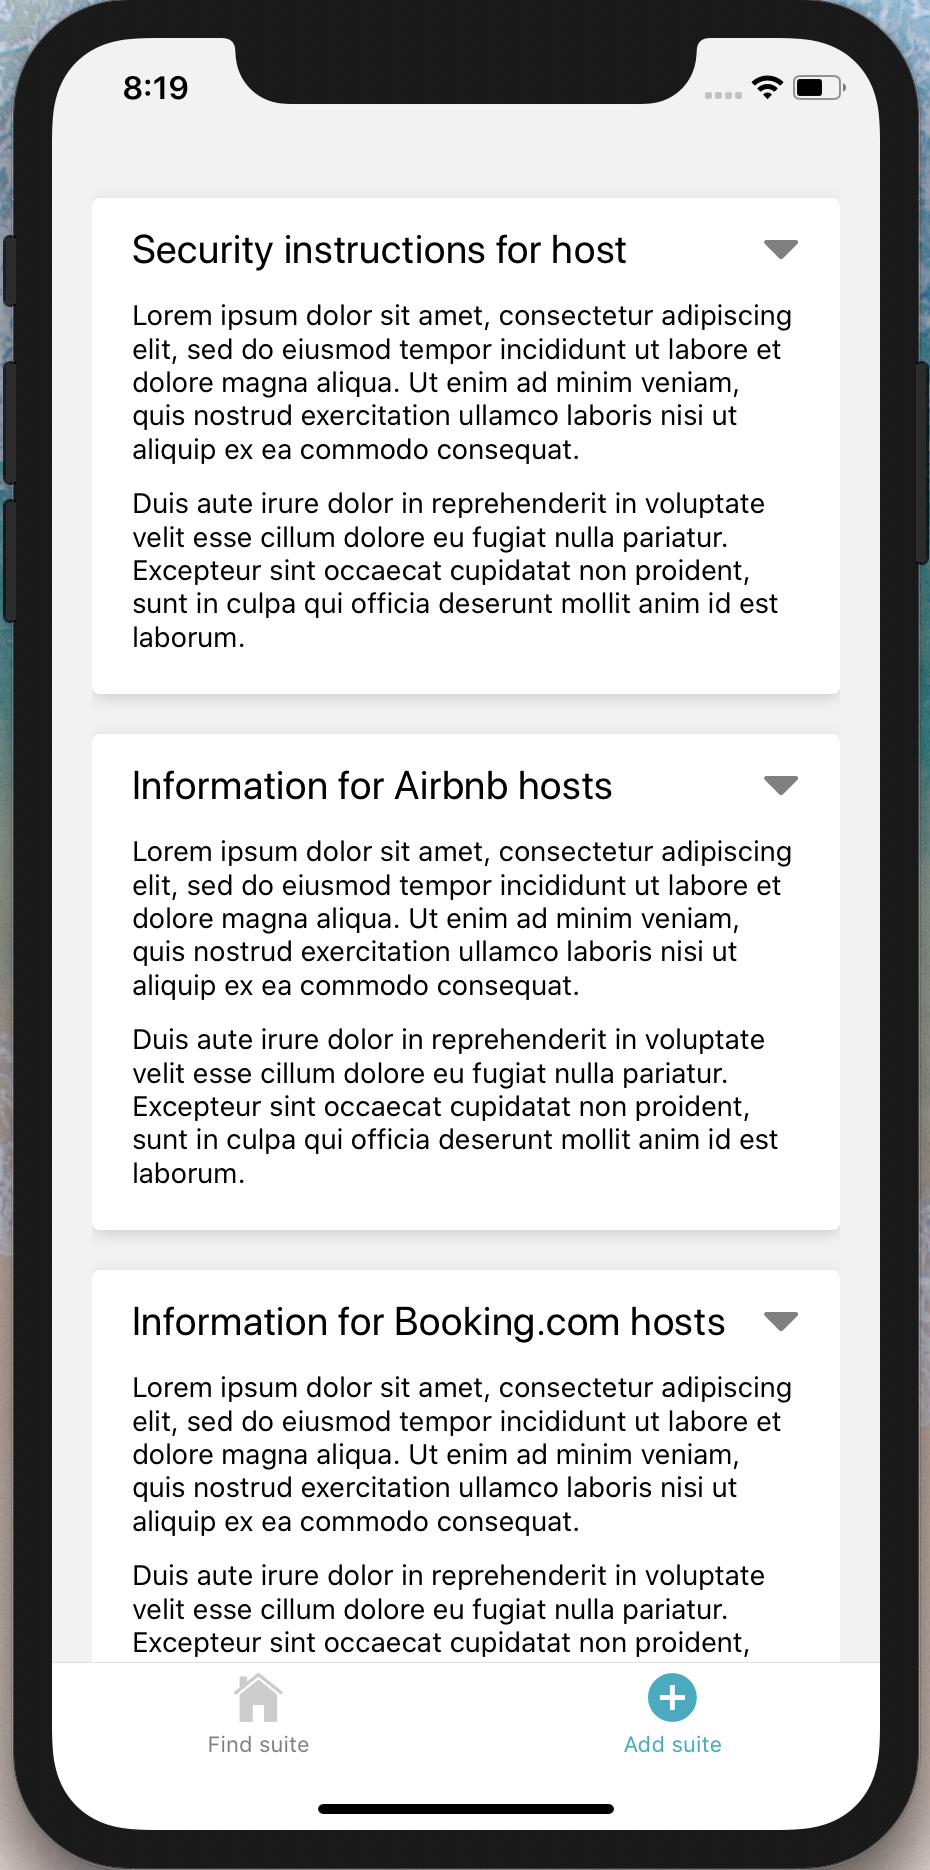 8:19
Security instructions for host
Lorem ipsum dolor sit amet, consectetur adipiscing
elit, sed do eiusmod tempor incididunt ut labore et
dolore magna aliqua. Ut enim ad minim veniam,
quis nostrud exercitation ullamco laboris nisi ut
aliquip ex ea commodo consequat.
Duis aute irure dolor in reprehenderit in voluptate
velit esse cillum dolore eu fugiat nulla pariatur.
Excepteur sint occaecat cupidatat non proident,
sunt in culpa qui officia deserunt mollit anim id est
laborum.
Information for Airbnb hosts
Lorem ipsum dolor sit amet, consectetur adipiscing
elit, sed do eiusmod tempor incididunt ut labore et
dolore magna aliqua. Ut enim ad minim veniam,
quis nostrud exercitation ullamco laboris nisi ut
aliquip ex ea commodo consequat.
Duis aute irure dolor in reprehenderit in voluptate
velit esse cillum dolore eu fugiat nulla pariatur.
Excepteur sint occaecat cupidatat non proident,
sunt in culpa qui officia deserunt mollit anim id est
laborum.
Information for Booking.com hosts
Lorem ipsum dolor sit amet, consectetur adipiscing
elit, sed do eiusmod tempor incididunt ut labore et
dolore magna aliqua. Ut enim ad minim veniam,
quis nostrud exercitation ullamco laboris nisi ut
aliquip ex ea commodo consequat.
Duis aute irure dolor in reprehenderit in voluptate
velit esse cillum dolore eu fugiat nulla pariatur.
Excepteur sint occaecat cupidatat non proident,
Find suite
Add suite